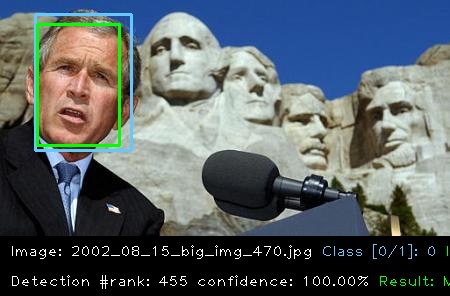 Image: 2002_08_15_big_img_470.jpg Class [0/1]: 0
Detection #rank: 455 confidence: 100.00% Result: